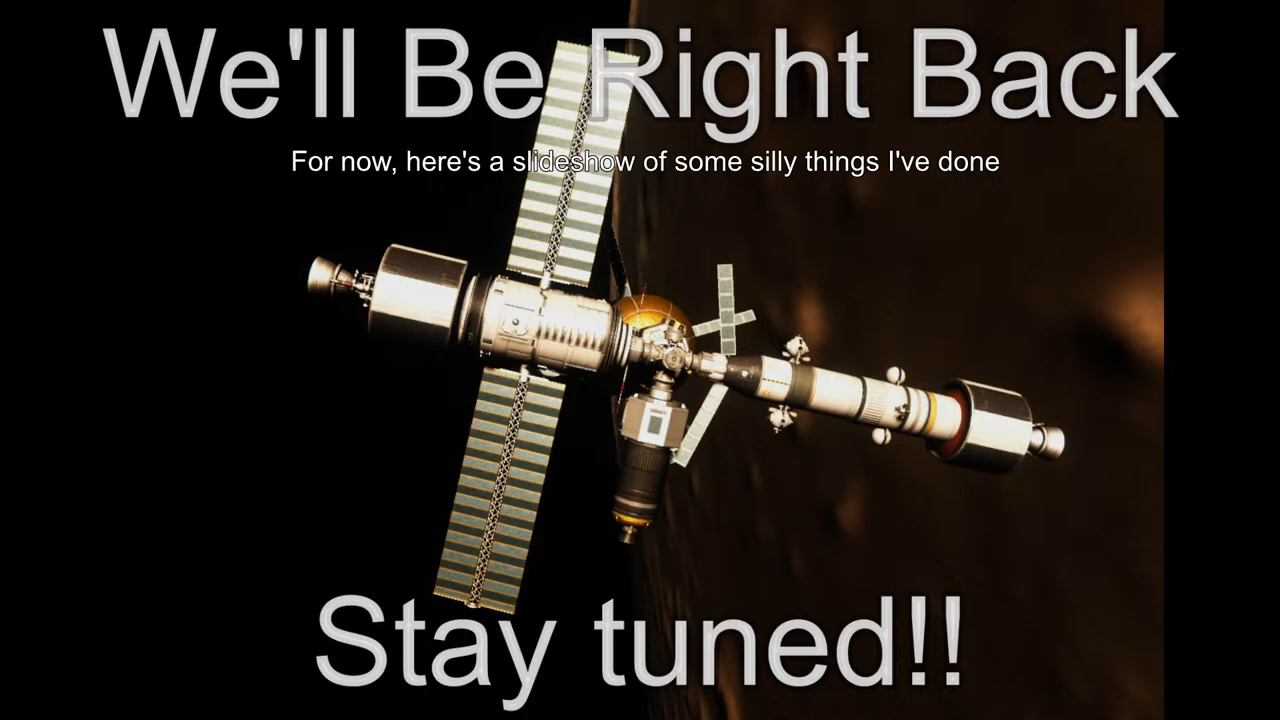 We'll Be Right Back
For now, here's a slideshow of some silly things I've done
Stay tuned!!